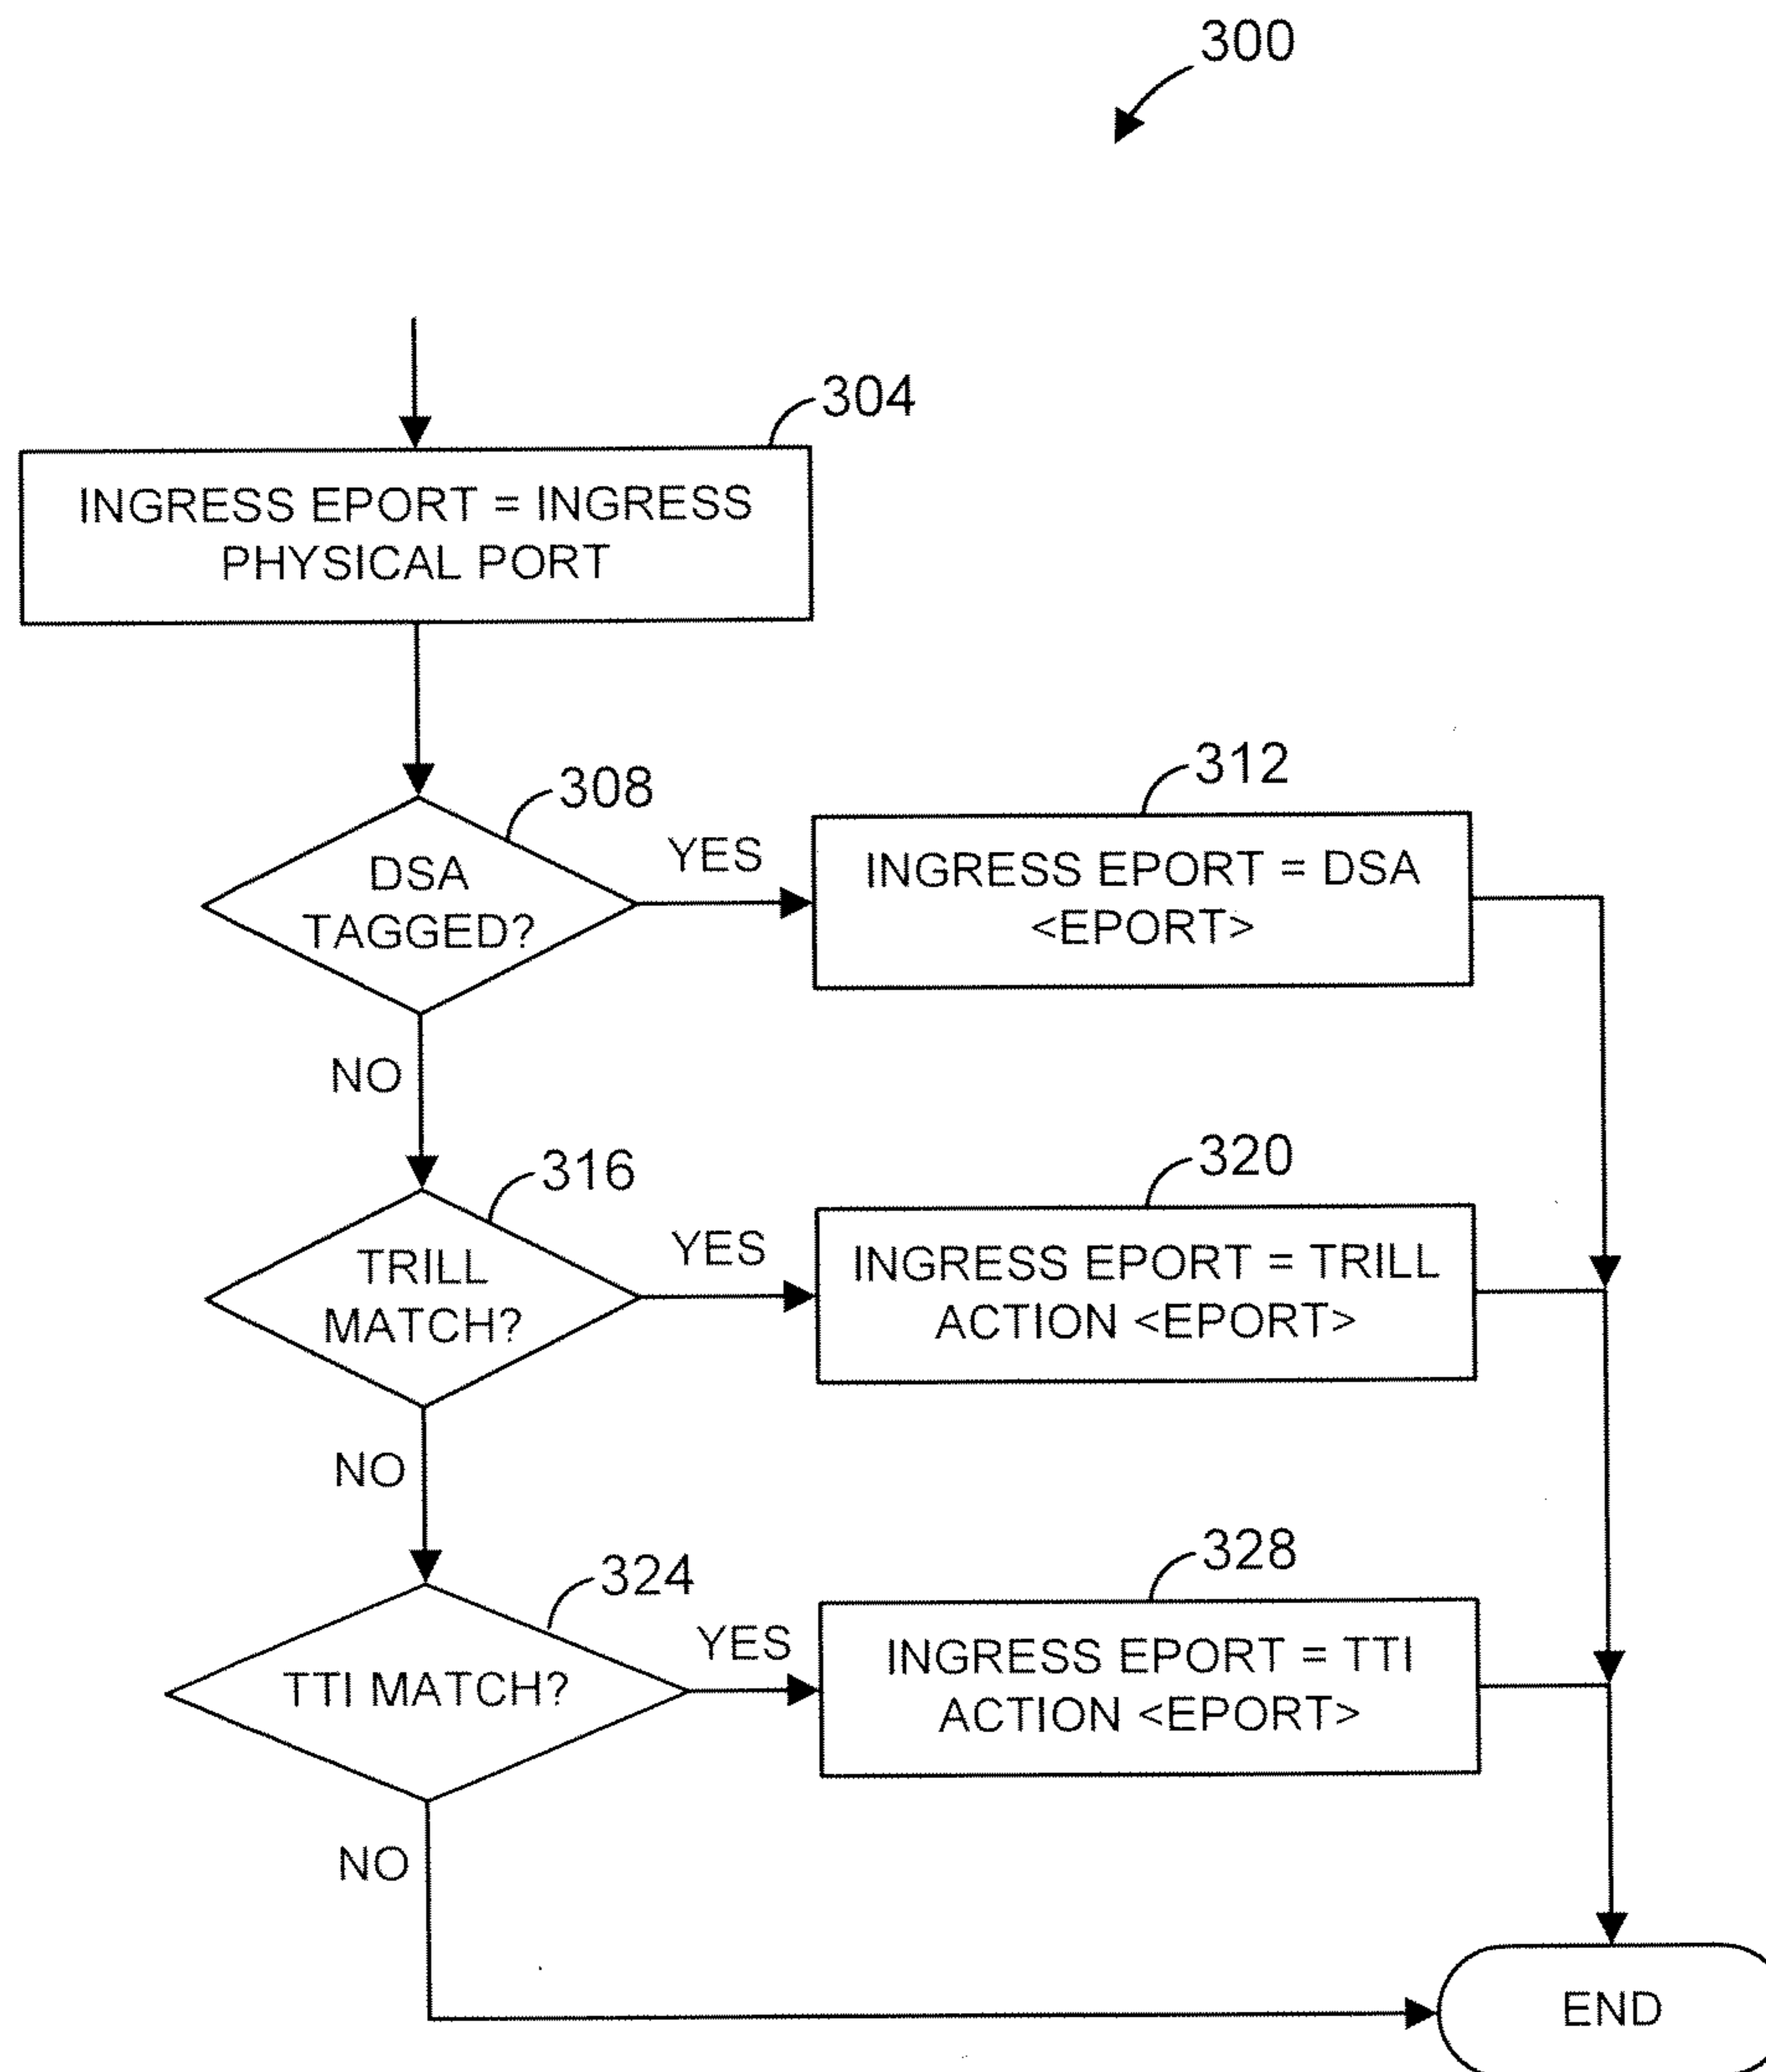 300
304
INGRESS EPORT = INGRESS
PHYSICAL PORT
308
DSA
TAGGED?
YES
312
INGRESS EPORT = DSA
<EPORT>
NO
316
TRILL
MATCH?
YES
320
INGRESS EPORT = TRILL
ACTION <EPORT>
NO
324
TTI MATCH?
YES
328
INGRESS EPORT = TTI
ACTION <EPORT>
NO
END